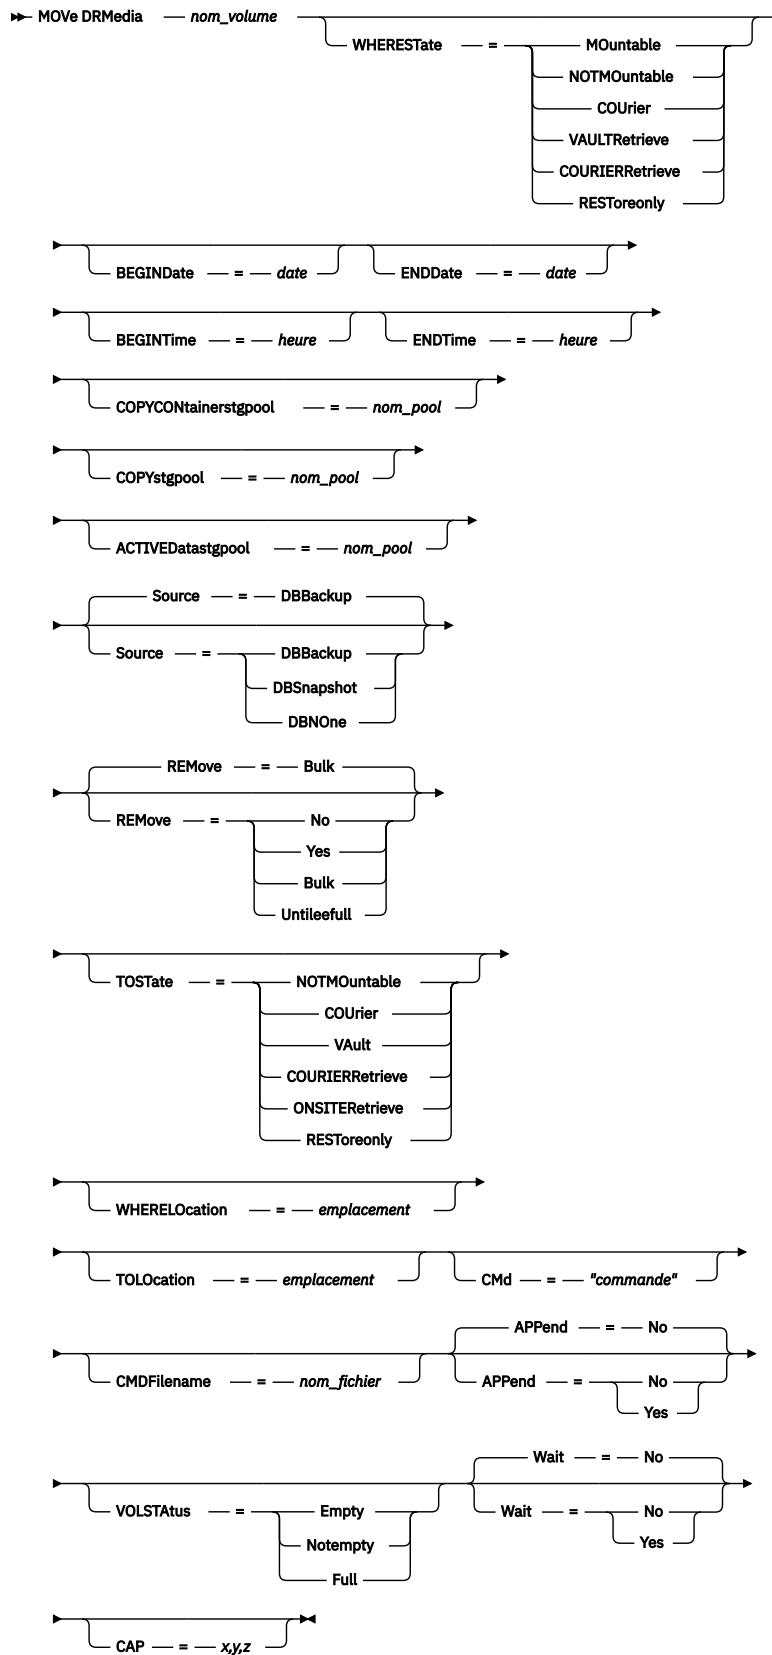 MOVe DRMedia nom_volume
WHERESTate = MOuntable
NOTMOuntable
COUrier
VAULTRetrieve
COURIERRetrieve
RESToreonly
BEGINDate = date ENDDate = date
BEGINTime = heure ENDTime = heure
COPYCONtainerstgpool = nom_pool
COPYstgpool = nom_pool
ACTIVEDatastgpool = nom_pool
Source = DBBackup
Source = DBBackup
DBSnapshot
DBNOne
REMove = Bulk
REMove = No
Yes
Bulk
Untileefull
TOSTate = NOTMOuntable
COUrier
VAult
COURIERRetrieve
ONSITERetrieve
RESToreonly
WHERELOcation = emplacement
TOLOcation = emplacement CMd = "commande"
APPend = No
CMDFilename = nom_fichier APPend = No
Yes
Wait = No
VOLSTAtus = Empty Wait = No
Notempty Yes
Full
CAP = x,y,z